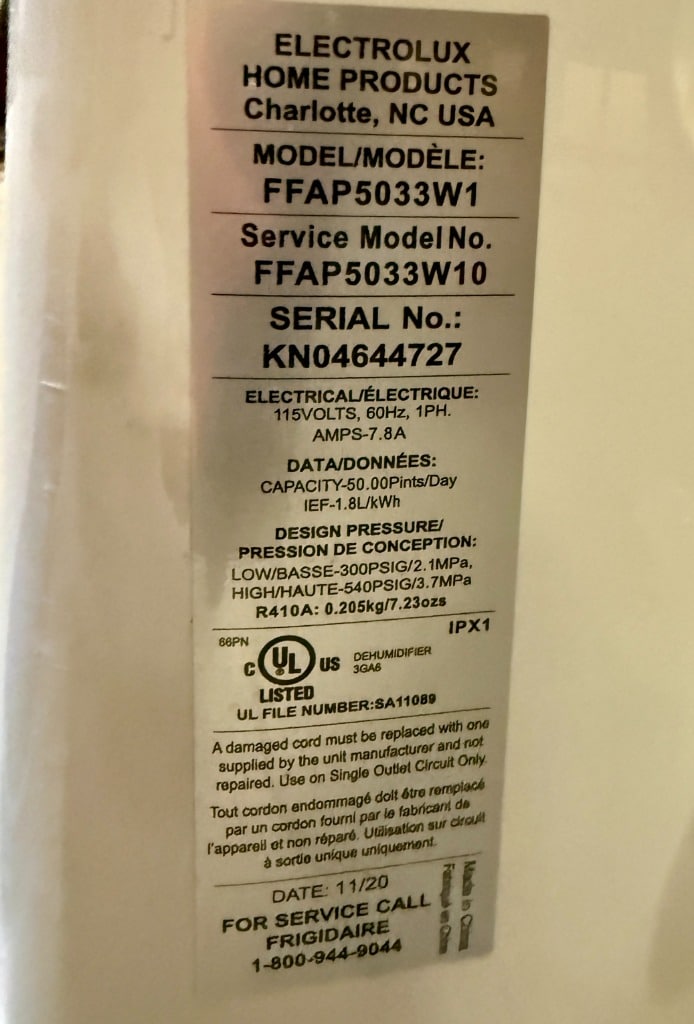 ELECTROLUX
HOME PRODUCTS
Charlotte, NC USA
MODEL/MODÈLE:
FFAP5033W1
Service Model No.
FFAP5033W10
SERIAL No.:
KN04644727
ELECTRICAL/ÉLECTRIQUE:
115VOLTS, 60Hz, 1PH.
AMPS-7.8A
DATA/DONNÉES:
CAPACITY-50.00Pints/Day
IEF-1.8L/kWh
DESIGN PRESSURE/
PRESSION DE CONCEPTION:
LOW/BASSE-300PSIG/2.1MPa,
HIGH/HAUTE-540PSIG/3.7MPa
R410A: 0.205kg/7.23ozs
IPX1
66PN
C UL US
LISTED
DEHUMIDIFIER
3GA6
UL FILE NUMBER:SA11089
A damaged cord must be replaced with one
supplied by the unit manufacturer and not
repaired. Use on Single Outlet Circuit Only.
Tout cordon endommagé doit être remplacé
par un cordon fourni par le fabricant de
l'appareil et non réparé. Utilisation sur circuit
à sortie unique uniquement.
DATE: 11/20
FOR SERVICE CALL
FRIGIDAIRE
1-800-944-9044
Made in China
Fabriqué en Chine